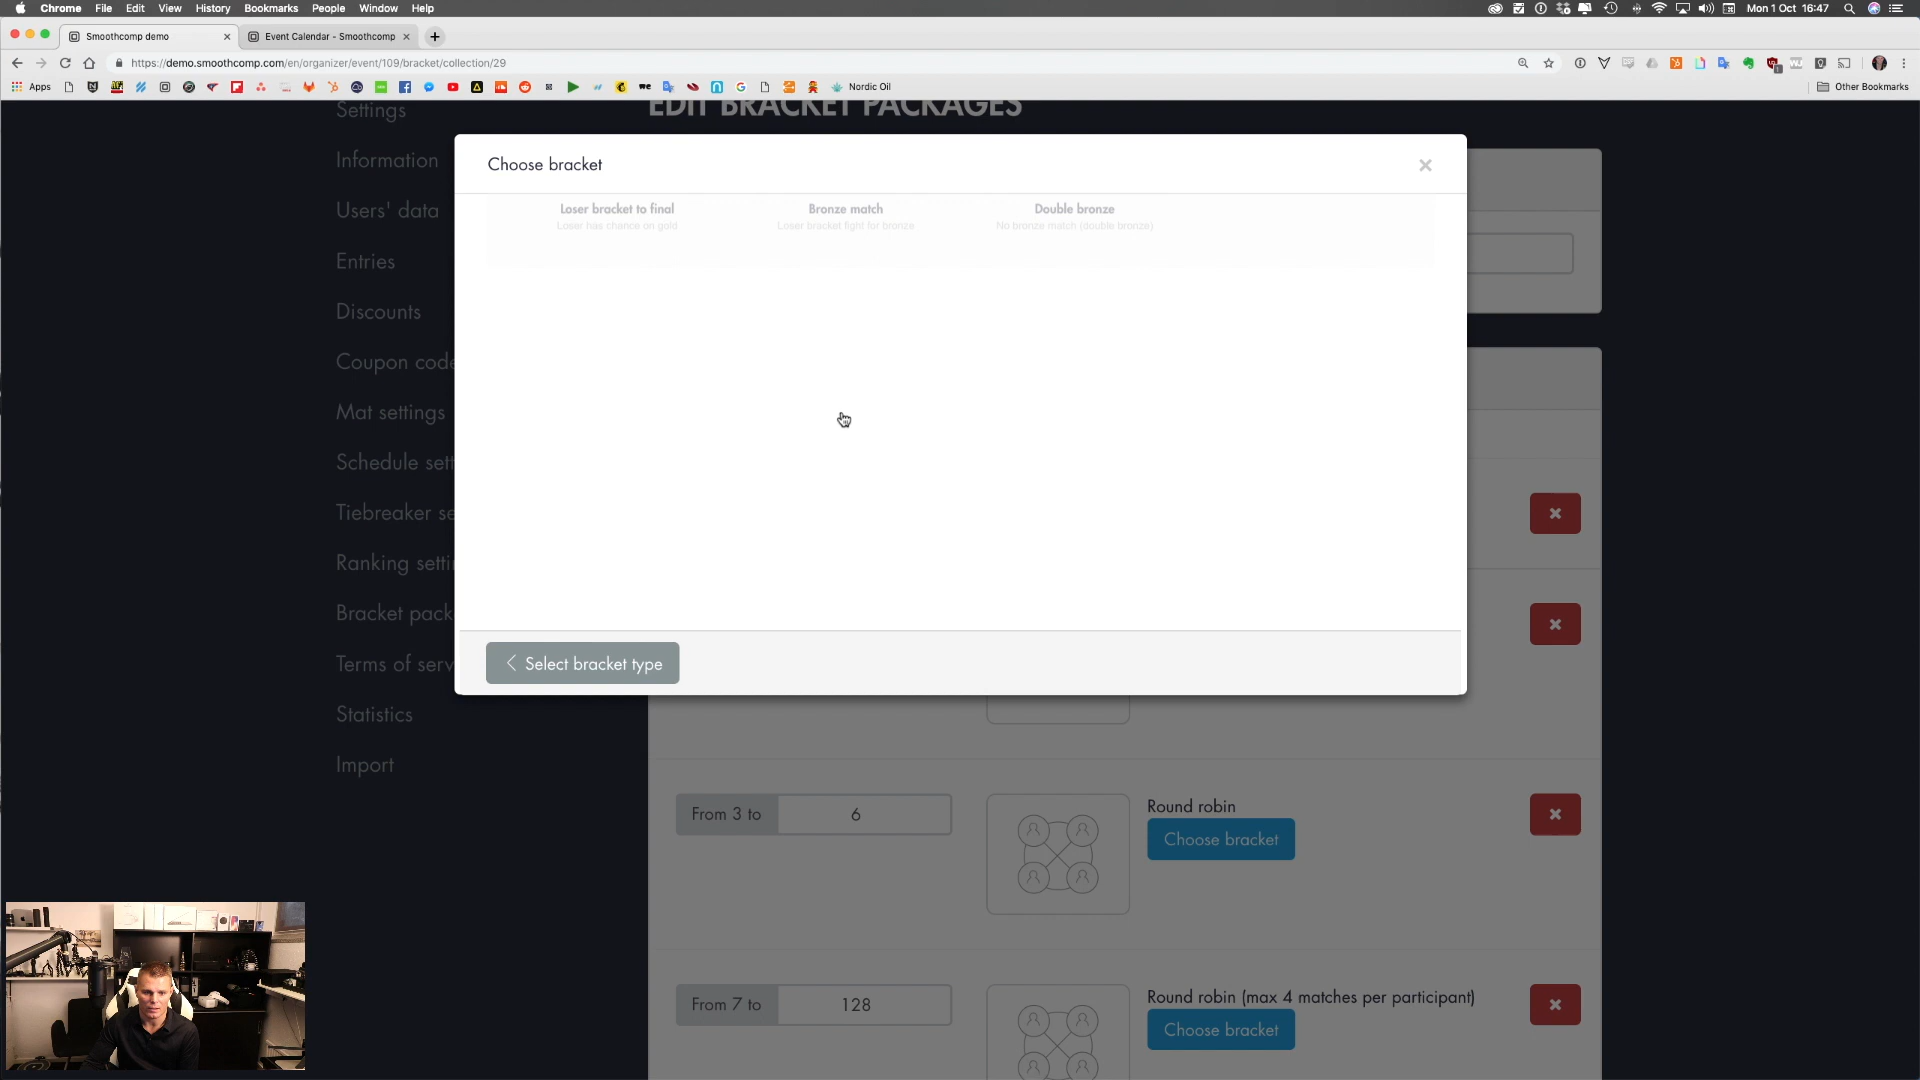 Chrome File Edit View History Bookmarks People Window Help
Mon 1 Oct 16:47
Smoothcomp demo
Event Calendar - Smoothcomp
https://demo.smoothcomp.com/en/organizer/event/109/bracket/collection/29
Apps
Nordic Oil
Other Bookmarks
EDIT BRACKET PACKAGES
Settings
Information
Users' data
Entries
Discounts
Coupon code
Mat settings
Schedule sett
Tiebreaker se
Ranking setti
Bracket pack
Terms of serv
Statistics
Import
Choose bracket
Loser bracket to final
Loser has chance on gold
Bronze match
Loser bracket fight for bronze
Double bronze
No bronze match (double bronze)
Select bracket type
From 3 to 6
Round robin
Choose bracket
From 7 to 128
Round robin (max 4 matches per participant)
Choose bracket